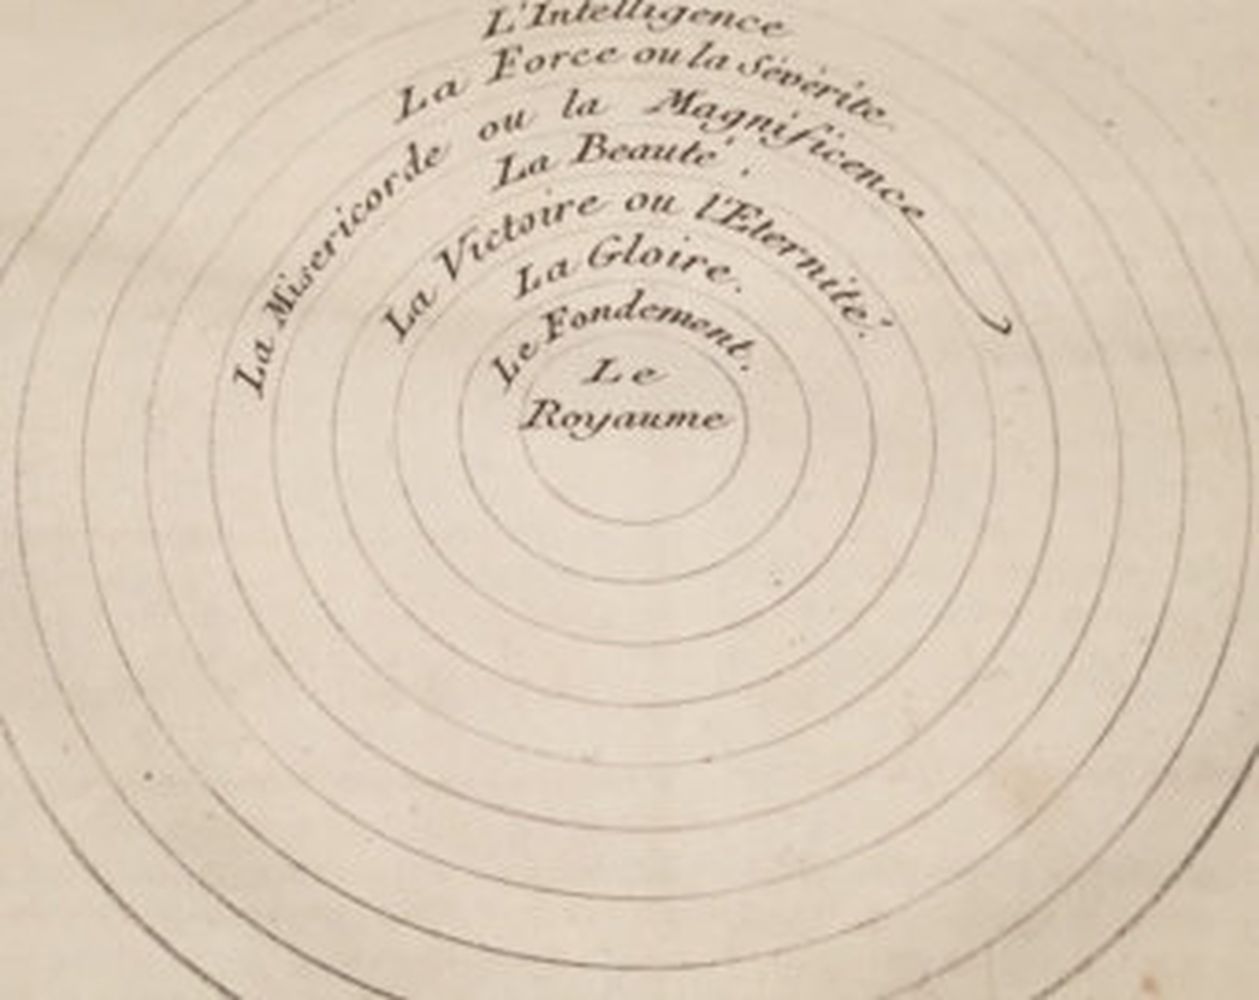 L'Intelligence
La Force ou la Sévérite
La Misericorde ou la Magnificence
La Beauté.
La Victoire ou l'Eternité.
La Gloire.
Le Fondement.
Le
Royaume